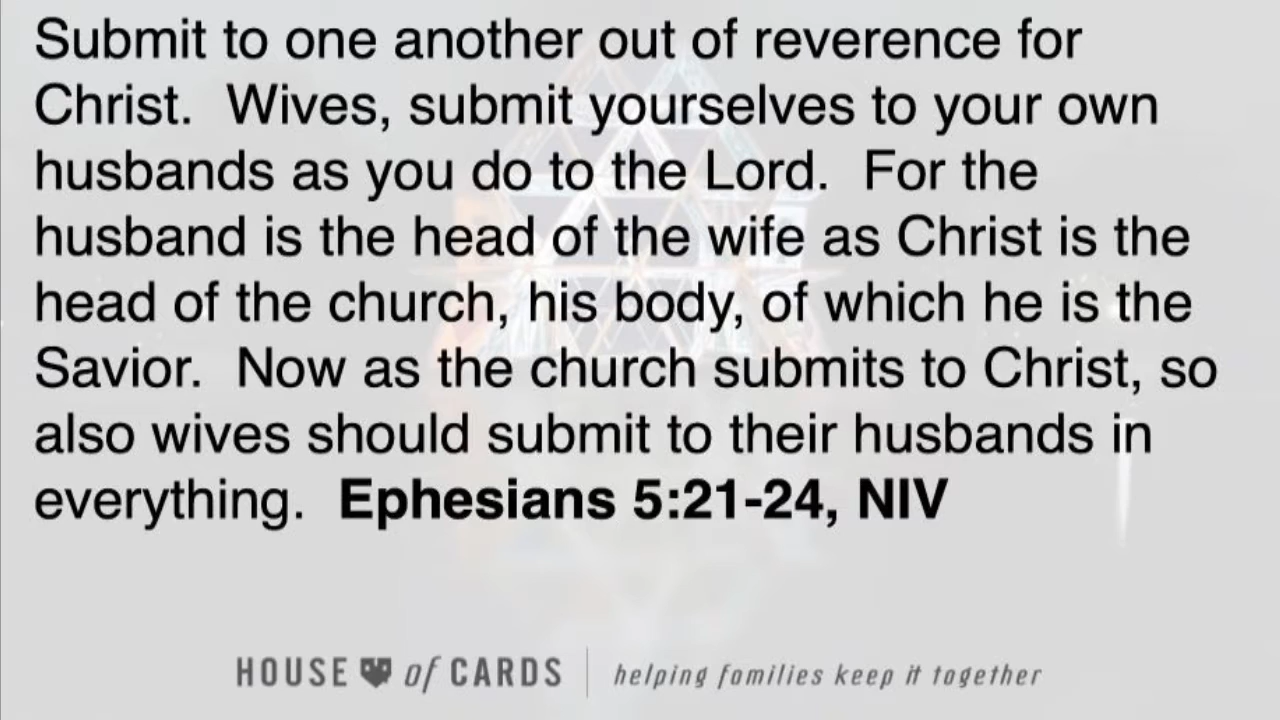 Submit to one another out of reverence for
Christ.  Wives, submit yourselves to your own
husbands as you do to the Lord.  For the
husband is the head of the wife as Christ is the
head of the church, his body, of which he is the
Savior.  Now as the church submits to Christ, so
also wives should submit to their husbands in
everything.  Ephesians 5:21-24, NIV
HOUSE of CARDS | helping families keep it together